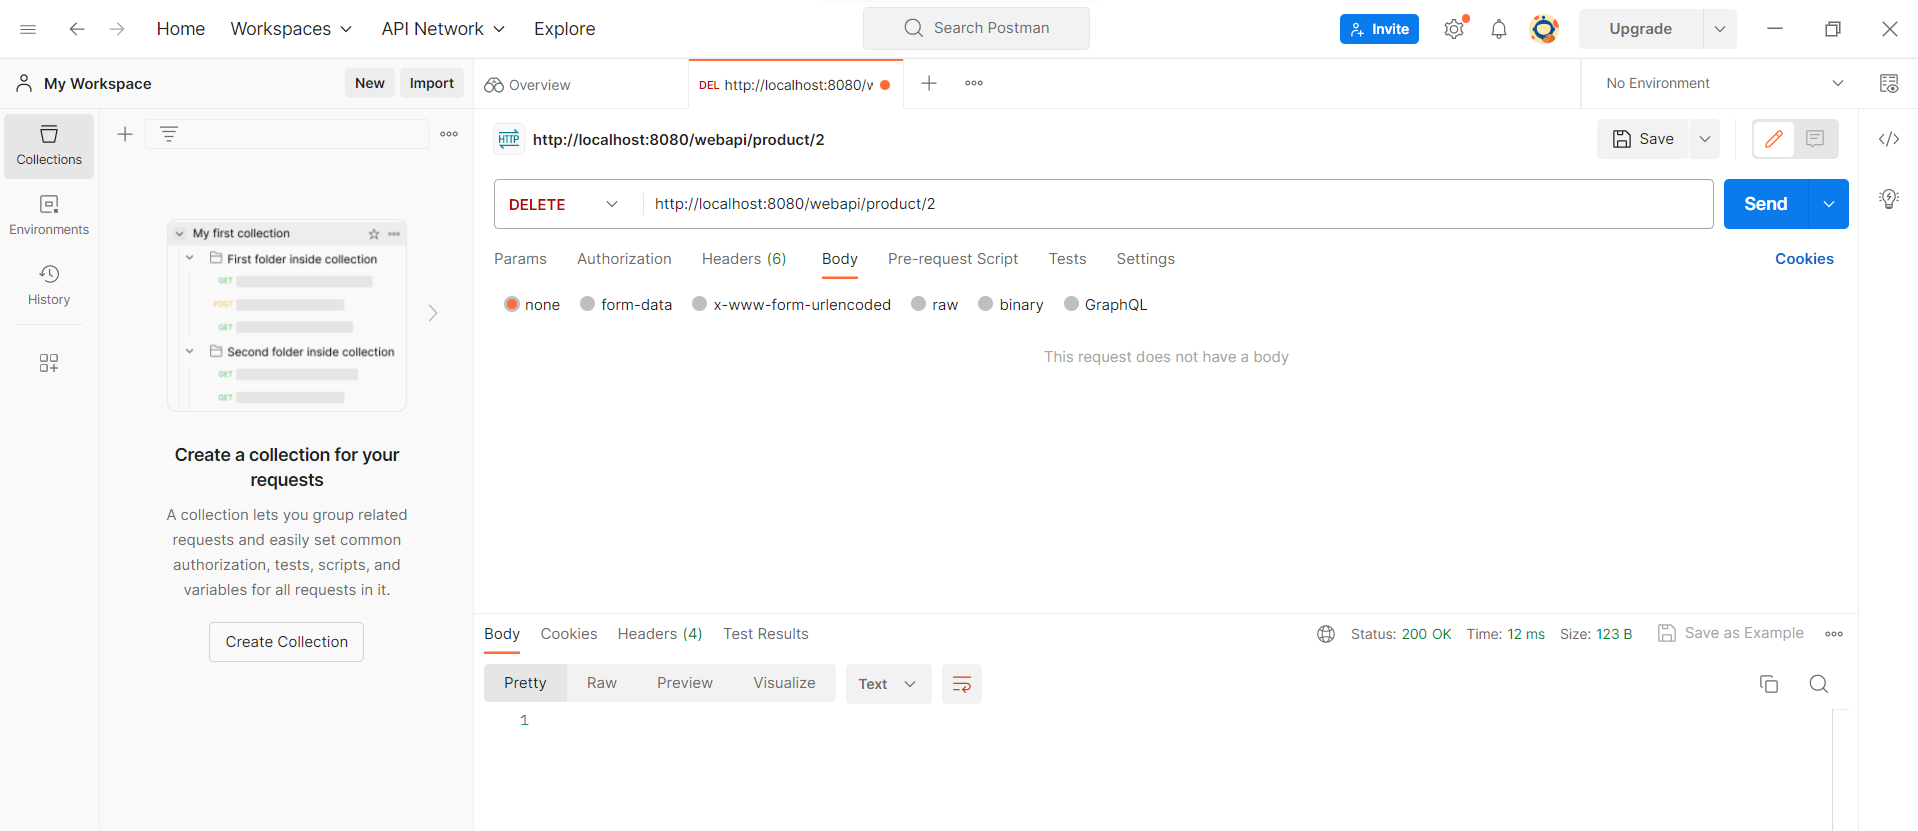 Home Workspaces API Network Explore Search Postman Invite Upgrade
My Workspace New Import Overview DEL http://localhost:8080/w No Environment
HTTP http://localhost:8080/webapi/product/2 Save
Collections
Environments
History
My first collection
First folder inside collection
GET
POST
GET
Second folder inside collection
GET
GET
Create a collection for your
requests
A collection lets you group related
requests and easily set common
authorization, tests, scripts, and
variables for all requests in it.
Create Collection
DELETE http://localhost:8080/webapi/product/2 Send
Params Authorization Headers (6) Body Pre-request Script Tests Settings Cookies
none form-data x-www-form-urlencoded raw binary GraphQL
This request does not have a body
Body Cookies Headers (4) Test Results Status: 200 OK Time: 12 ms Size: 123 B Save as Example
Pretty Raw Preview Visualize Text
1